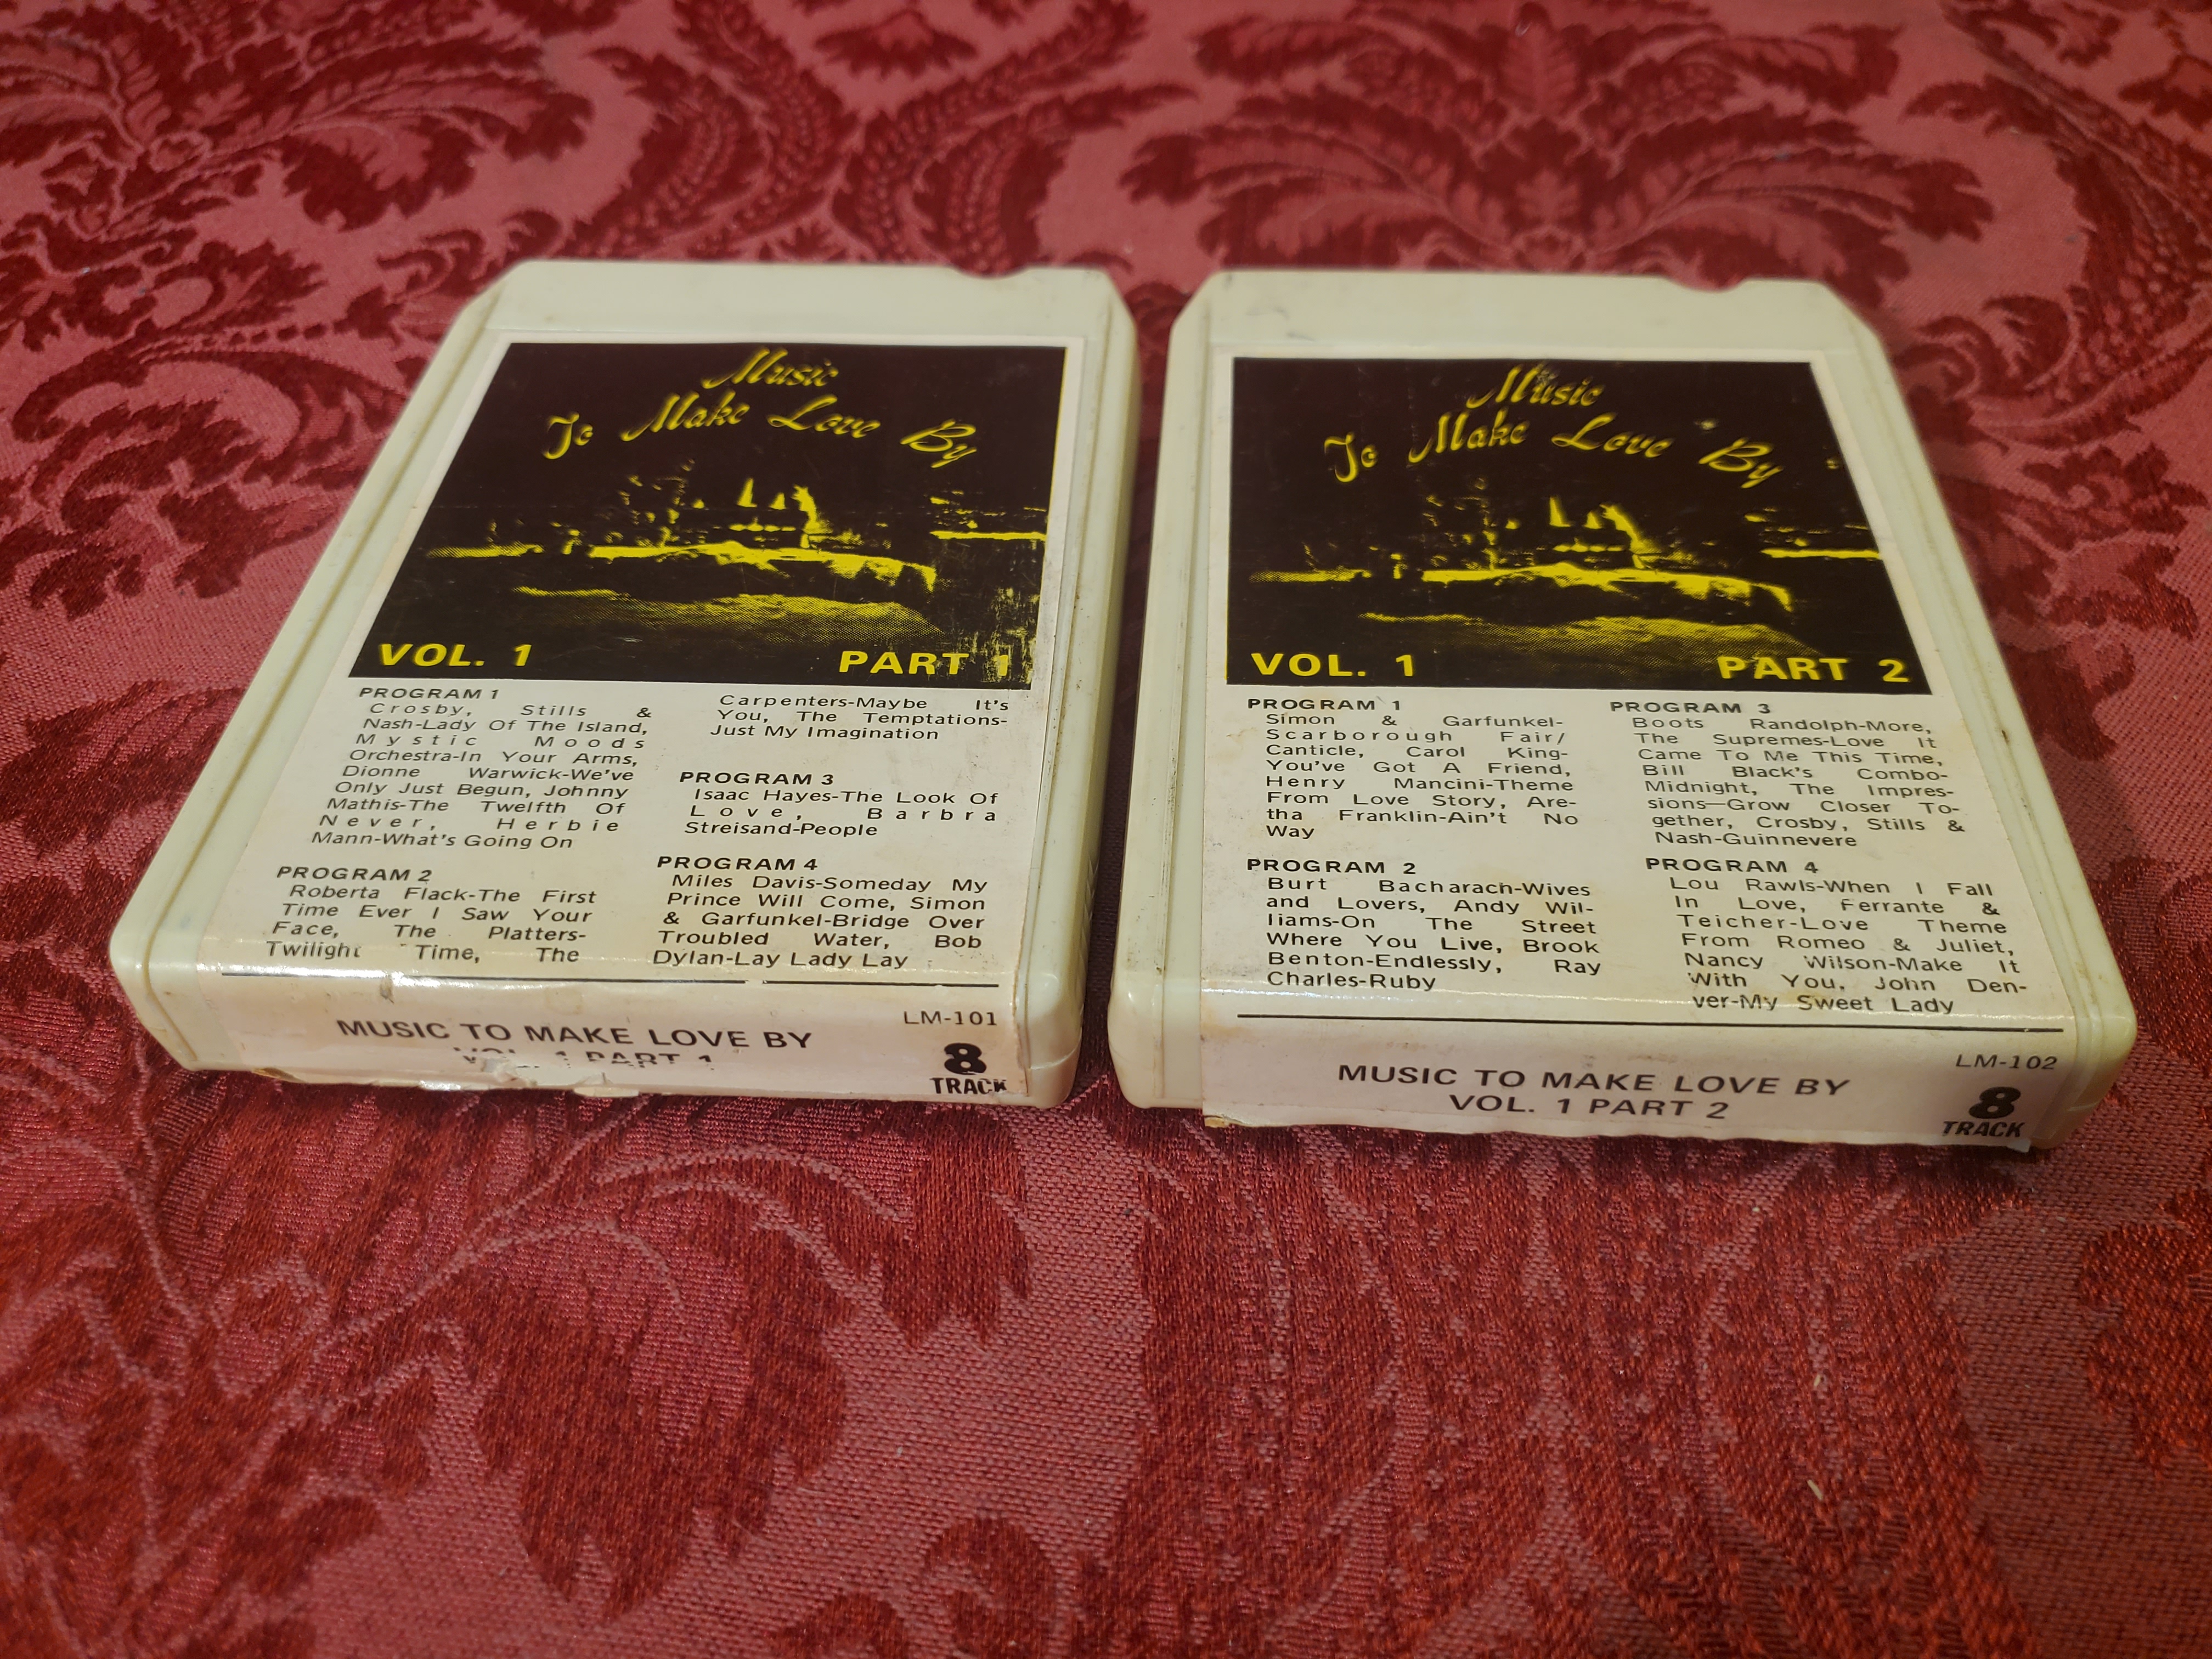 Music
To Make Love By
VOL. 1 PART 1
PROGRAM 1
Crosby, Stills &
Nash-Lady Of The Island,
Mystic Moods
Orchestra-In Your Arms,
Dionne Warwick-We've
Only Just Begun, Johnny
Mathis-The Twelfth Of
Never, Herbie
Mann-What's Going On
PROGRAM 2
Roberta Flack-The First
Time Ever I Saw Your
Face, The Platters-
Twilight Time, The
Carpenters-Maybe It's
You, The Temptations-
Just My Imagination
PROGRAM 3
Isaac Hayes-The Look Of
Love, Barbra
Streisand-People
PROGRAM 4
Miles Davis-Someday My
Prince Will Come, Simon
& Garfunkel-Bridge Over
Troubled Water, Bob
Dylan-Lay Lady Lay
LM-101
MUSIC TO MAKE LOVE BY
VOL. 1 PART 1
8
TRACK
Music
To Make Love By
VOL. 1 PART 2
PROGRAM 1
Simon & Garfunkel-
Scarborough Fair/
Canticle, Carol King-
You've Got A Friend,
Henry Mancini-Theme
From Love Story, Are-
tha Franklin-Ain't No
Way
PROGRAM 2
Burt Bacharach-Wives
and Lovers, Andy Wil-
liams-On The Street
Where You Live, Brook
Benton-Endlessly, Ray
Charles-Ruby
PROGRAM 3
Boots Randolph-More,
The Supremes-Love It
Came To Me This Time,
Bill Black's Combo-
Midnight, The Impres-
sions—Grow Closer To-
gether, Crosby, Stills &
Nash-Guinnevere
PROGRAM 4
Lou Rawls-When I Fall
In Love, Ferrante &
Teicher-Love Theme
From Romeo & Juliet,
Nancy Wilson-Make It
With You, John Den-
ver-My Sweet Lady
LM-102
MUSIC TO MAKE LOVE BY
VOL. 1 PART 2
8
TRACK